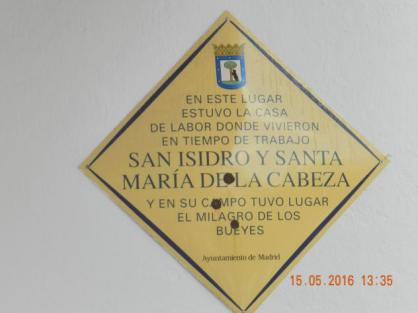 EN ESTE LUGAR
ESTUVO LA CASA
DE LABOR DONDE VIVIERON
EN TIEMPO DE TRABAJO
SAN ISIDRO Y SANTA
MARÍA DE LA CABEZA
Y EN SU CAMPO TUVO LUGAR
EL MILAGRO DE LOS
BUEYES
Ayuntamiento de Madrid
15.05.2016 13:35